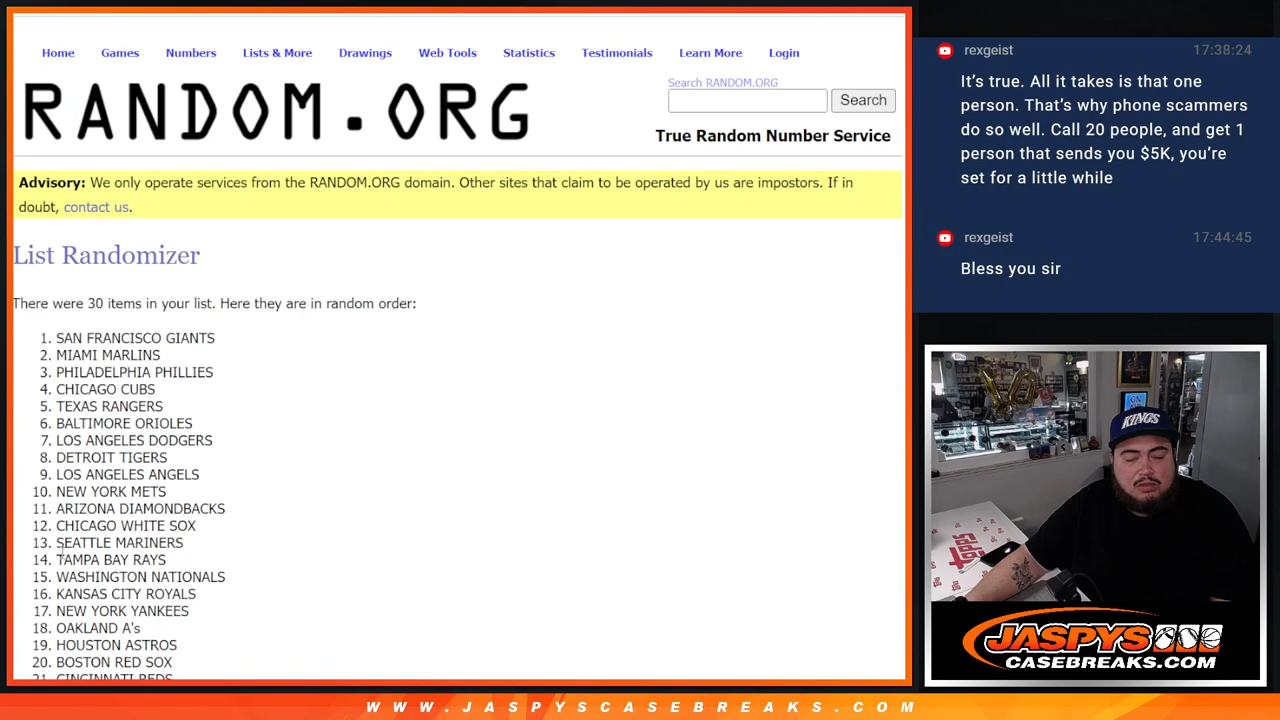 Home Games Numbers Lists & More Drawings Web Tools Statistics Testimonials Learn More Login
RANDOM.ORG
Search RANDOM.ORG
Search
True Random Number Service
Advisory: We only operate services from the RANDOM.ORG domain. Other sites that claim to be operated by us are impostors. If in
doubt, contact us.
List Randomizer
There were 30 items in your list. Here they are in random order:
1. SAN FRANCISCO GIANTS
2. MIAMI MARLINS
3. PHILADELPHIA PHILLIES
4. CHICAGO CUBS
5. TEXAS RANGERS
6. BALTIMORE ORIOLES
7. LOS ANGELES DODGERS
8. DETROIT TIGERS
9. LOS ANGELES ANGELS
10. NEW YORK METS
11. ARIZONA DIAMONDBACKS
12. CHICAGO WHITE SOX
13. SEATTLE MARINERS
14. TAMPA BAY RAYS
15. WASHINGTON NATIONALS
16. KANSAS CITY ROYALS
17. NEW YORK YANKEES
18. OAKLAND A's
19. HOUSTON ASTROS
20. BOSTON RED SOX
21. CINCINNATI REDS
rexgeist 17:38:24
It's true. All it takes is that one
person. That's why phone scammers
do so well. Call 20 people, and get 1
person that sends you $5K, you're
set for a little while
rexgeist 17:44:45
Bless you sir
10
KINGS
Topps
JASPYS
CASEBREAKS.COM
WWW.JASPYSCASEBREAKS.COM